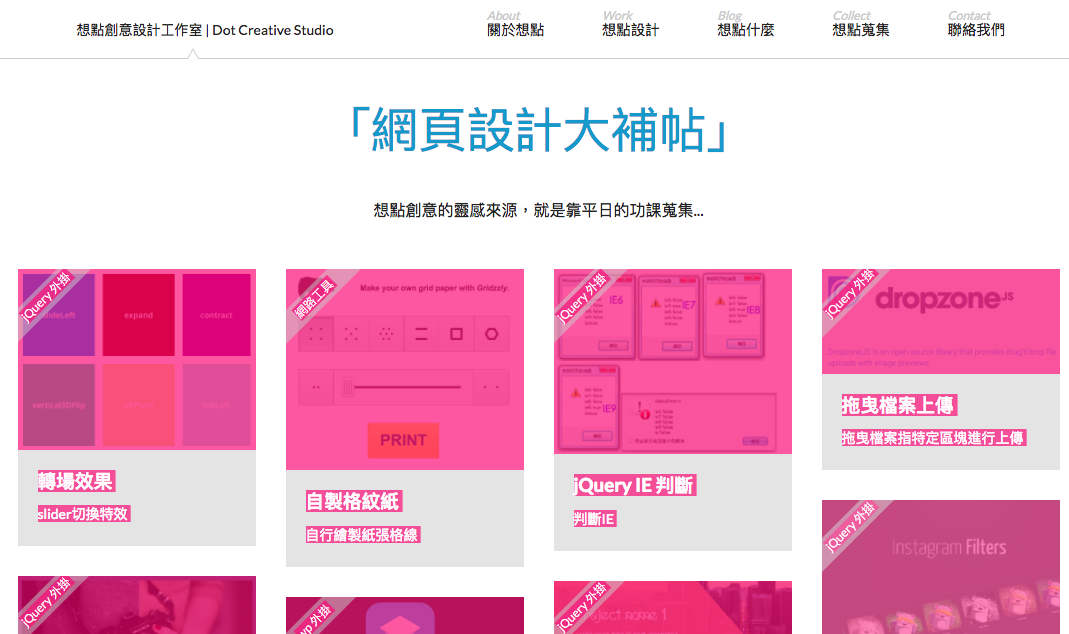 想點創意設計工作室 | Dot Creative Studio
About
關於想點
Work
想點設計
Blog
想點什麼
Collect
想點蒐集
Contact
聯絡我們
「網頁設計大補帖」
想點創意的靈感來源，就是靠平日的功課蒐集...
jQuery 外掛
slideLeft
expand
contract
vertical3DFlip
轉場效果
slider切換特效
網路工具
Make your own grid paper with Gridzzly.
PRINT
自製格紋紙
自行繪製紙張格線
jQuery 外掛
IE6
IE7
IE8
IE9
jQuery IE 判斷
判斷IE
jQuery 外掛
dropzone JS
DropzoneJS is an open source library that provides drag'n'drop file
uploads with image previews.
拖曳檔案上傳
拖曳檔案指特定區塊進行上傳
jQuery 外掛
wp 外掛
jQuery 外掛
jQuery 外掛
Instagram Filters